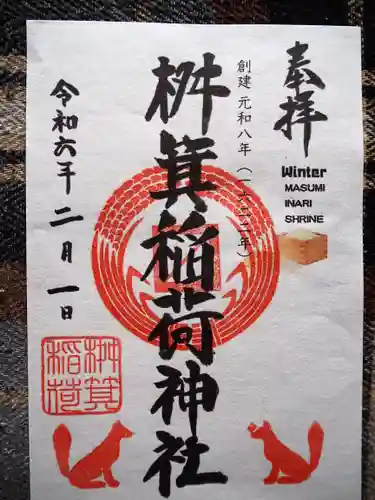 奉拝
Winter
MASUMI
INARI
SHRINE
創建 元和八年(一六二二年)
桝箕稲荷神社
令和六年 二月 一日
桝箕
稲荷